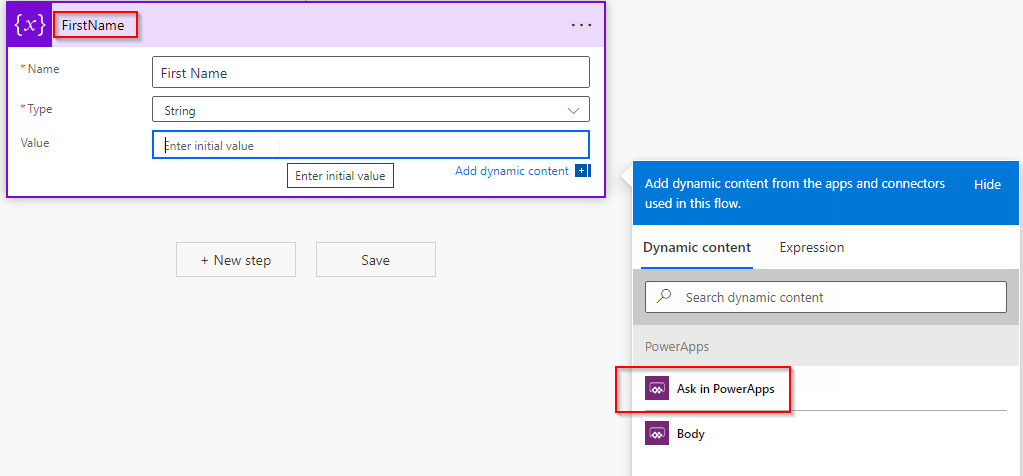 {x} FirstName ...
* Name
First Name
* Type
String
Value
Enter initial value
Enter initial value
Add dynamic content
Add dynamic content from the apps and connectors
used in this flow.
Hide
Dynamic content
Expression
Search dynamic content
PowerApps
Ask in PowerApps
Body
+ New step
Save